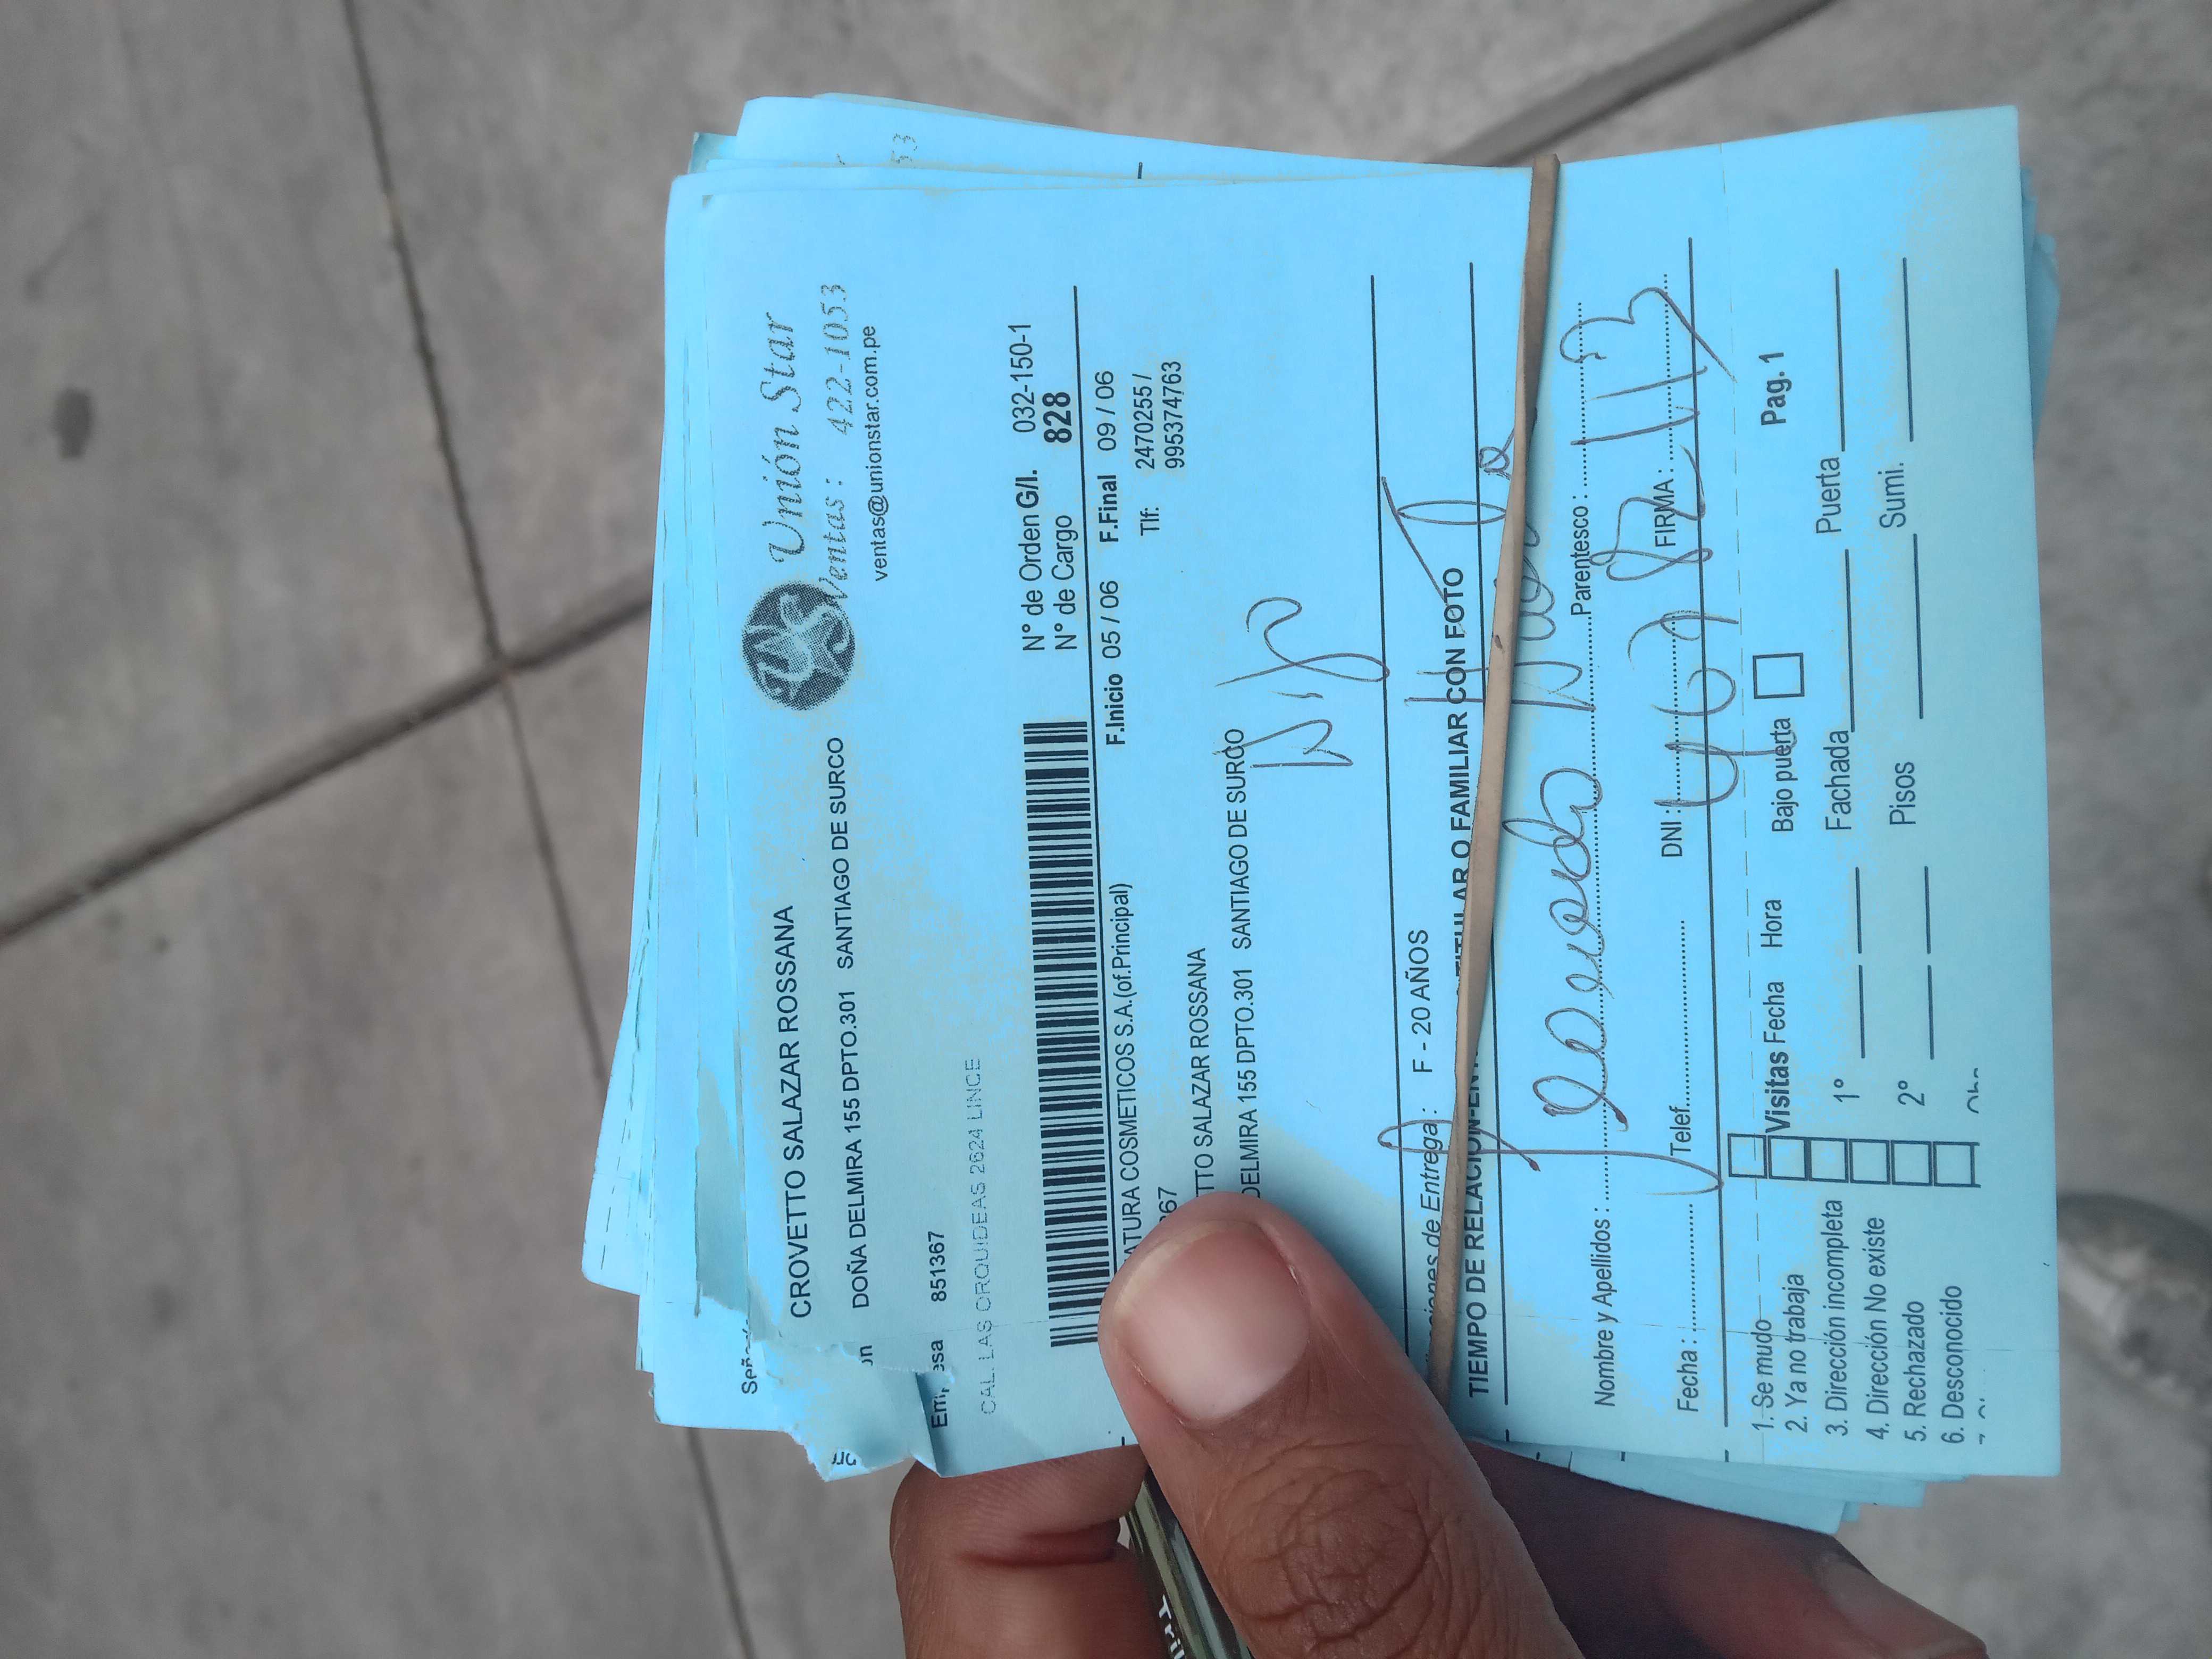 Unión Star
Ventas: 422-1053
ventas@unionstar.com.pe
CROVETTO SALAZAR ROSSANA
DOÑA DELMIRA 155 DPTO.301 SANTIAGO DE SURCO
851367
CAL. LAS ORQUIDEAS 2624 LINCE
N° de Orden G/I. 032-150-1
N° de Cargo 828
ATURA COSMETICOS S.A.(of.Principal)
F.Inicio 05 / 06 F.Final 09 / 06
367
Tlf: 2470255 /
995374763
TTO SALAZAR ROSSANA
DELMIRA 155 DPTO.301 SANTIAGO DE SURCO
Hijo
iones de Entrega : F - 20 AÑOS
TIEMPO DE RELACION TITULAR O FAMILIAR CON FOTO
Nombre y Apellidos : Parentesco :
Fecha : Telef. DNI : FIRMA :
1. Se mudo
2. Ya no trabaja
3. Dirección incompleta
4. Dirección No existe
5. Rechazado
6. Desconocido
Visitas Fecha Hora Bajo puerta Pag. 1
1° Fachada Puerta
2° Pisos Sumi.